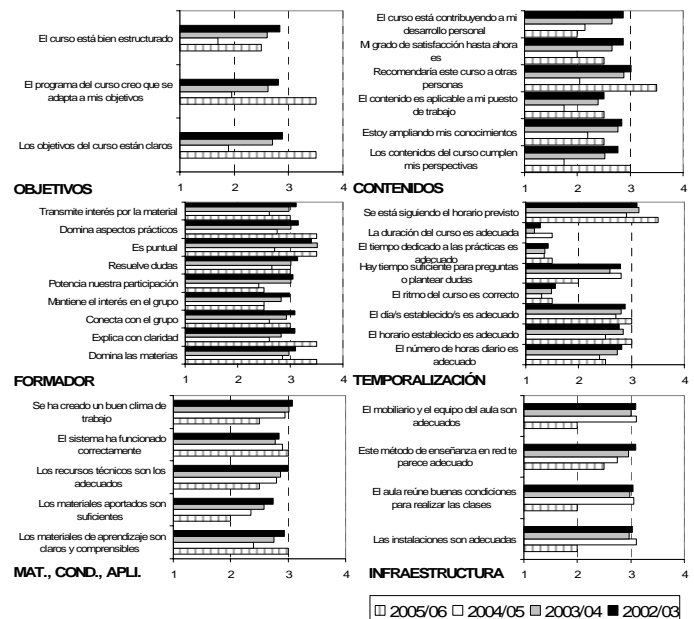 El curso está bien estructurado
El programa del curso creo que se
adapta a mis objetivos
Los objetivos del curso están claros
1 2 3 4
OBJETIVOS
El curso está contribuyendo a mi
desarrollo personal
Mi grado de satisfacción hasta ahora
es
Recomendaría este curso a otras
personas
El contenido es aplicable a mi puesto
de trabajo
Estoy ampliando mis conocimientos
Los contenidos del curso cumplen
mis perspectivas
1 2 3 4
CONTENIDOS
Transmite interés por la material
Domina aspectos prácticos
Es puntual
Resuelve dudas
Potencia nuestra participación
Mantiene el interés en el grupo
Conecta con el grupo
Explica con claridad
Domina las materias
1 2 3 4
FORMADOR
Se está siguiendo el horario previsto
La duración del curso es adecuada
El tiempo dedicado a las prácticas es
adecuado
Hay tiempo suficiente para preguntas
o plantear dudas
El ritmo del curso es correcto
El día/s establecido/s es adecuado
El horario establecido es adecuado
El número de horas diario es
adecuado
1 2 3 4
TEMPORALIZACIÓN
Se ha creado un buen clima de
trabajo
El sistema ha funcionado
correctamente
Los recursos técnicos son los
adecuados
Los materiales aportados son
suficientes
Los materiales de aprendizaje son
claros y comprensibles
1 2 3 4
MAT., COND., APLI.
El mobiliario y el equipo del aula son
adecuados
Este método de enseñanza en red te
parece adecuado
El aula reúne buenas condiciones
para realizar las clases
Las instalaciones son adecuadas
1 2 3 4
INFRAESTRUCTURA
2005/06 2004/05 2003/04 2002/03